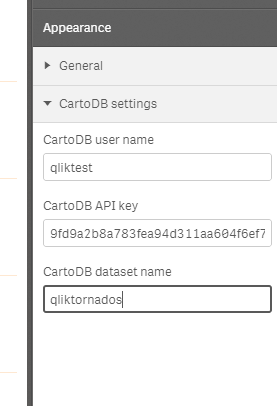 Appearance
General
CartoDB settings
CartoDB user name
qliktest
CartoDB API key
9fd9a2b8a783fea94d311aa604f6ef7
CartoDB dataset name
qliktornados